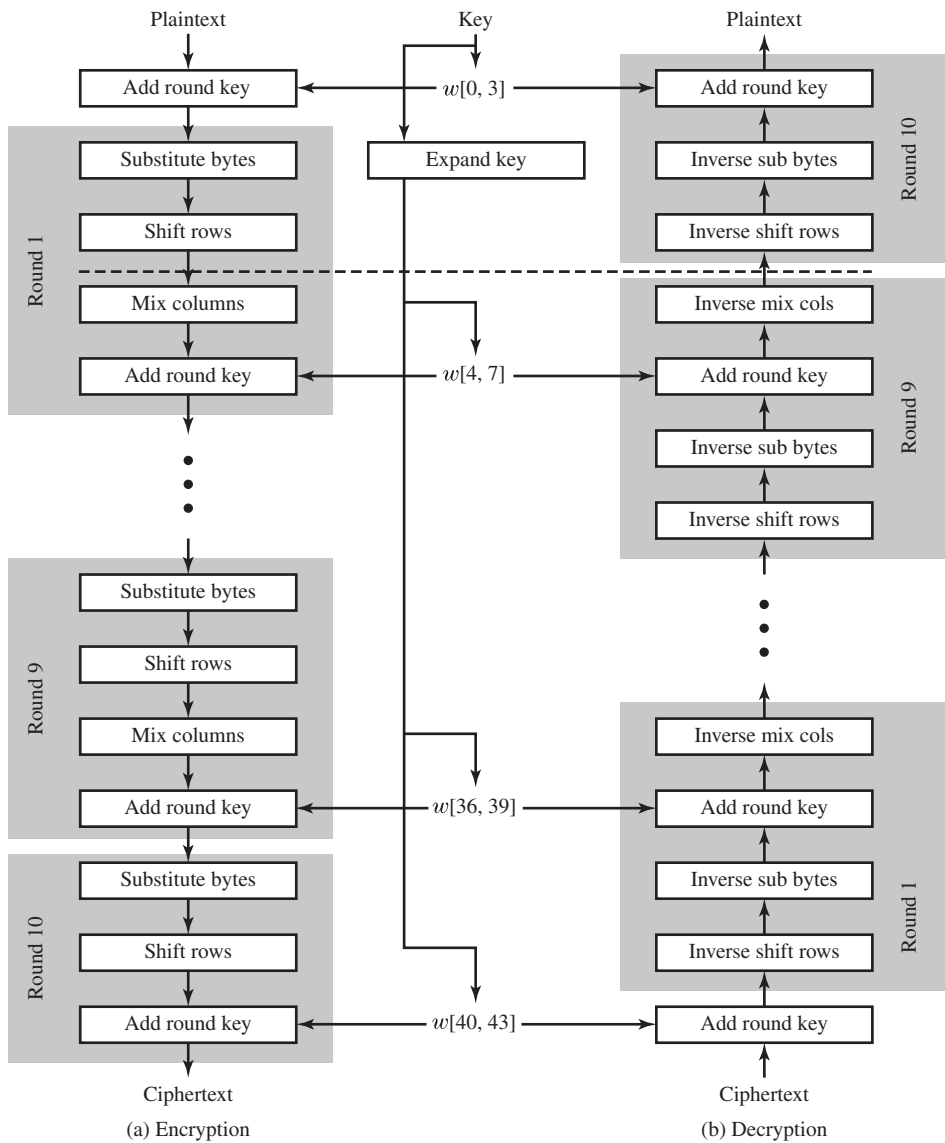 Plaintext
Add round key
Round 1
Substitute bytes
Shift rows
Mix columns
Add round key
Round 9
Substitute bytes
Shift rows
Mix columns
Add round key
Round 10
Substitute bytes
Shift rows
Add round key
Ciphertext
(a) Encryption
Key
w[0, 3]
Expand key
w[4, 7]
w[36, 39]
w[40, 43]
Plaintext
Add round key
Inverse sub bytes
Inverse shift rows
Round 10
Inverse mix cols
Add round key
Inverse sub bytes
Inverse shift rows
Round 9
Inverse mix cols
Add round key
Inverse sub bytes
Inverse shift rows
Round 1
Add round key
Ciphertext
(b) Decryption